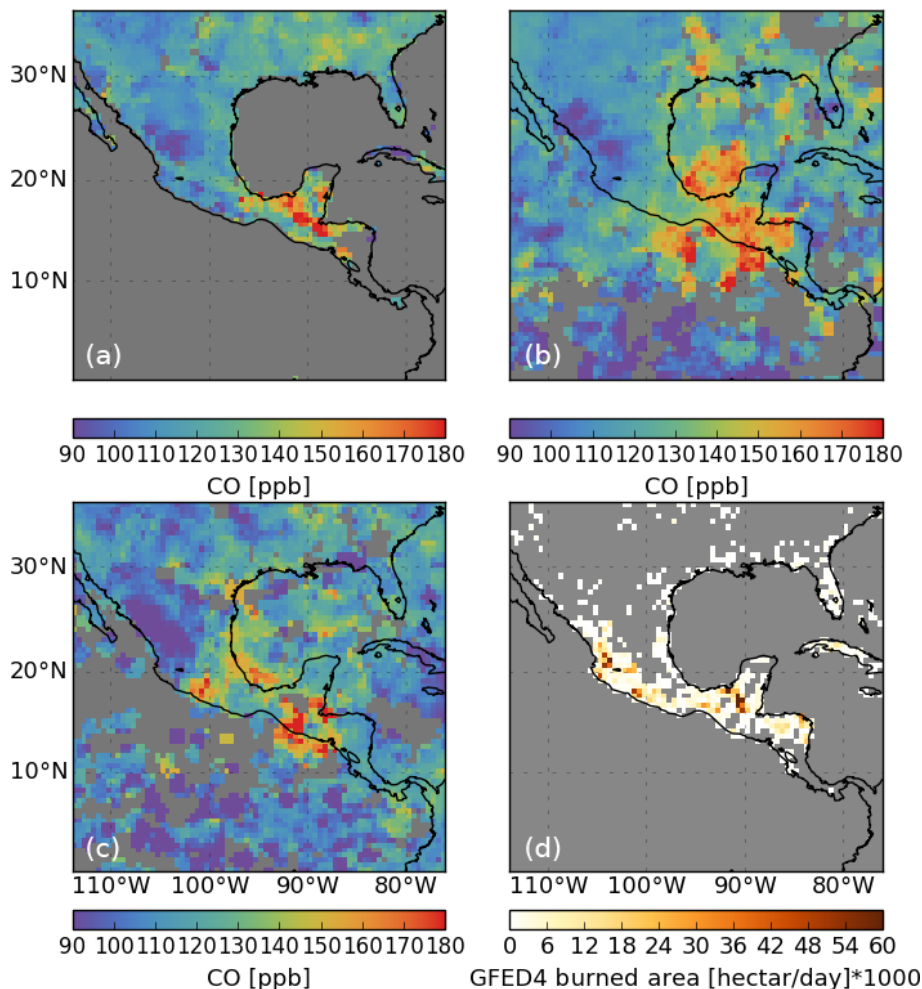 30°N
20°N
10°N
(a)
(b)
90 100 110 120 130 140 150 160 170 180
CO [ppb]
90 100 110 120 130 140 150 160 170 180
CO [ppb]
30°N
20°N
10°N
(c)
(d)
110°W 100°W 90°W 80°W
110°W 100°W 90°W 80°W
90 100 110 120 130 140 150 160 170 180
CO [ppb]
0 6 12 18 24 30 36 42 48 54 60
GFED4 burned area [hectar/day]*1000